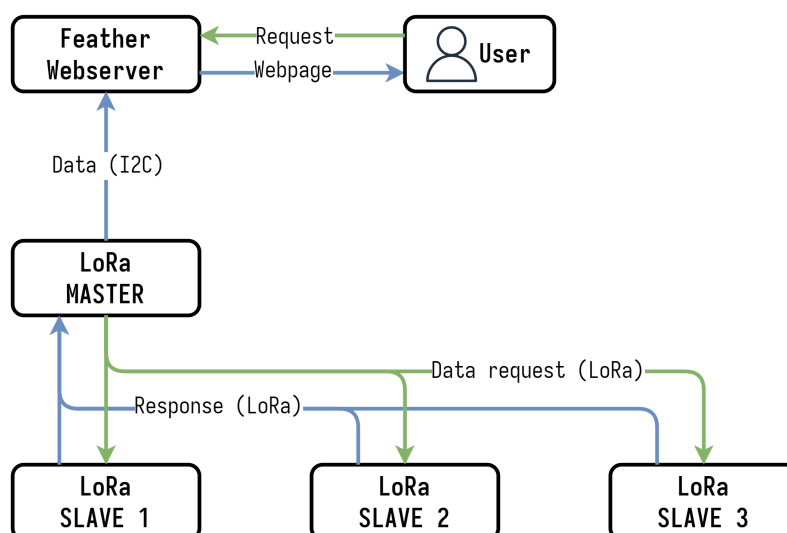 Feather
Webserver
Request
Webpage
User
Data (I2C)
LoRa
MASTER
Data request (LoRa)
Response (LoRa)
LoRa
SLAVE 1
LoRa
SLAVE 2
LoRa
SLAVE 3